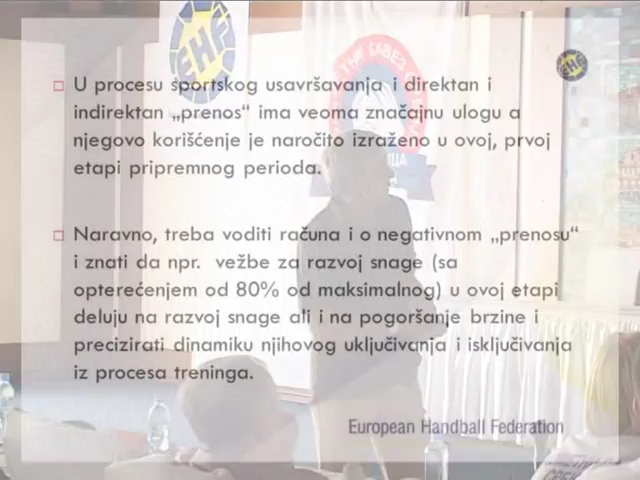 EHF
U procesu sportskog usavršavanja i direktan i
indirektan „prenos“ ima veoma značajnu ulogu a
njegovo korišćenje je naročito izraženo u ovoj, prvoj
etapi pripremnog perioda.
Naravno, treba voditi računa i o negativnom „prenosu“
i znati da npr. vežbe za razvoj snage (sa
opterećenjem od 80% od maksimalnog) u ovoj etapi
deluju na razvoj snage ali i na pogoršanje brzine i
precizirati dinamiku njihovog uključivanja i isključivanja
iz procesa treninga.
European Handball Federation